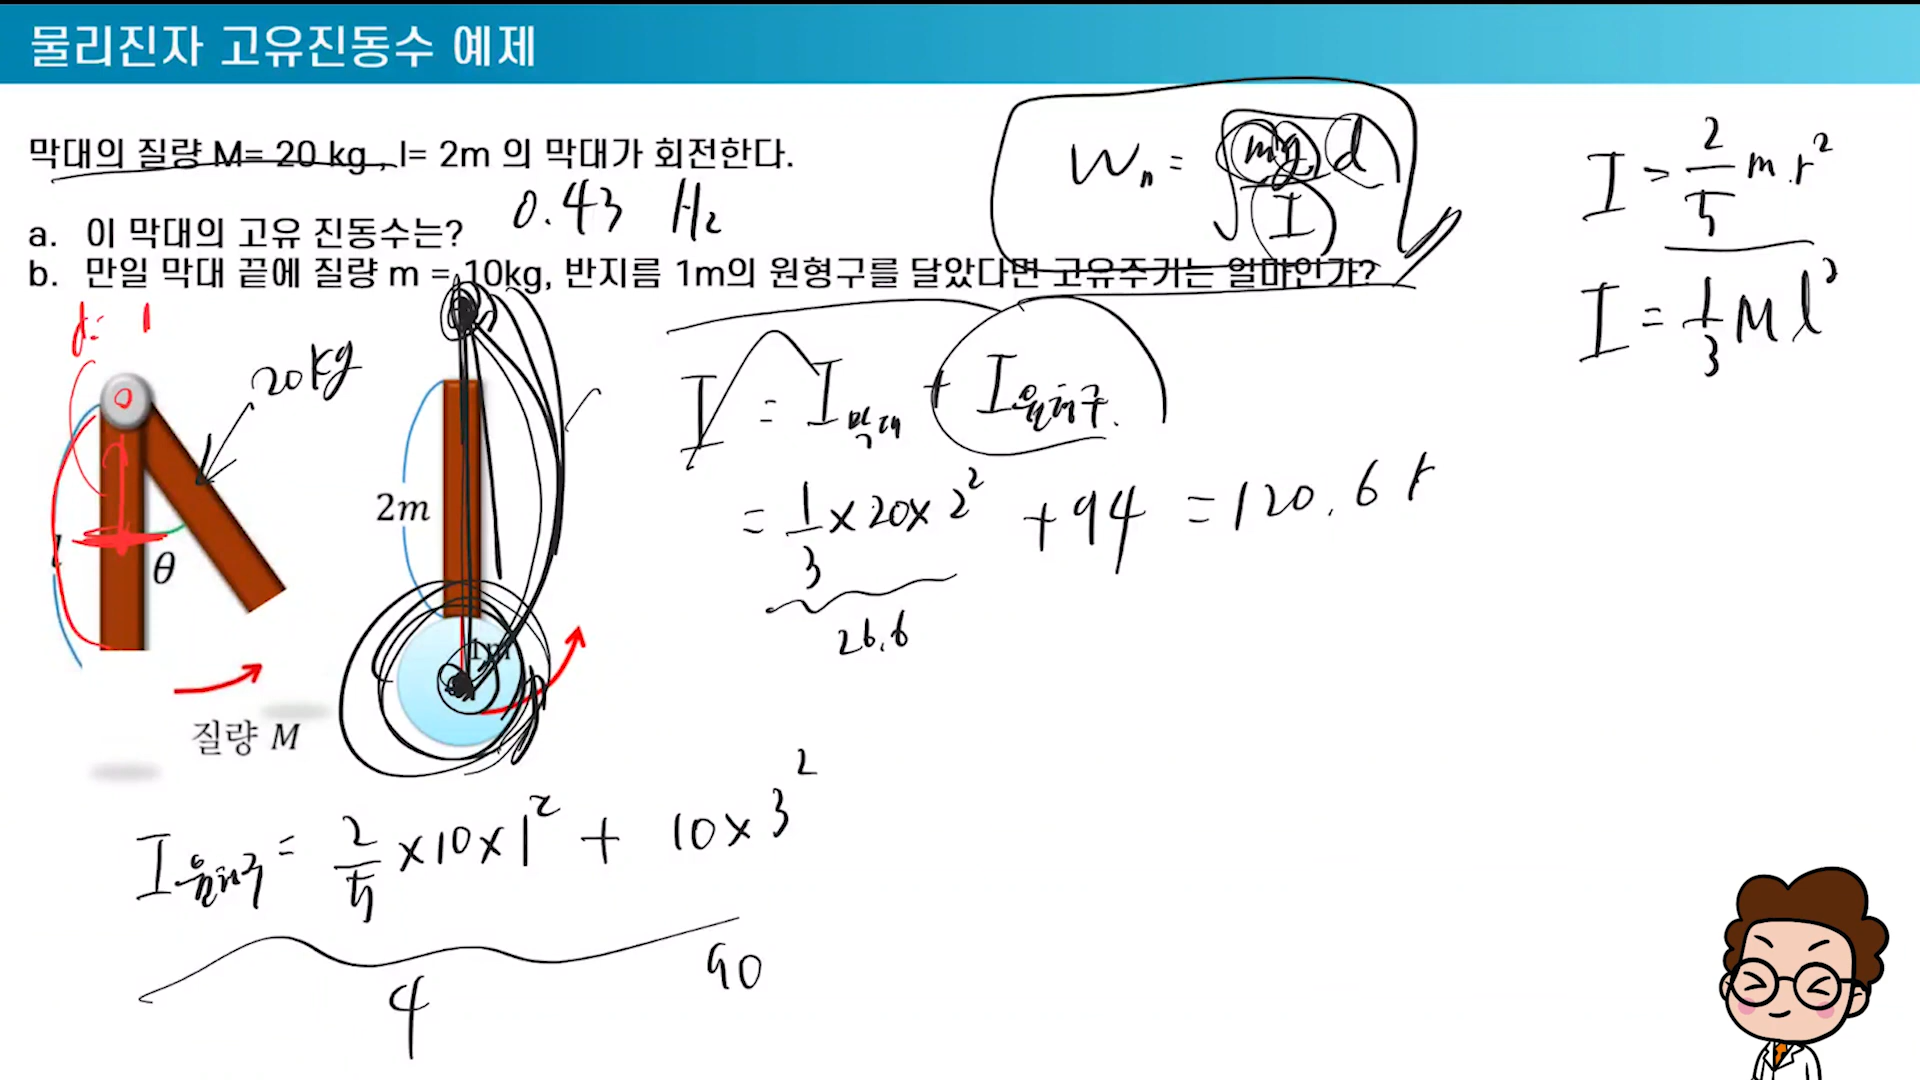 물리진자 고유진동수 예제
막대의 질량 M= 20 kg , l= 2m 의 막대가 회전한다.
a. 이 막대의 고유 진동수는? 0.43 Hz
b. 만일 막대 끝에 질량 m = 10kg, 반지름 1m의 원형구를 달았다면 고유주기는 얼마인가?
Wn = √(mgd/I)
I = 2/5 m r²
I = 1/3 M l²
d = 1
20kg
l
θ
질량 M
2m
1m
I = I막대 + I원형구.
= 1/3 × 20 × 2² + 94 = 120.6
26.6
I원형구 = 2/5 × 10 × 1² + 10 × 3²
4 90